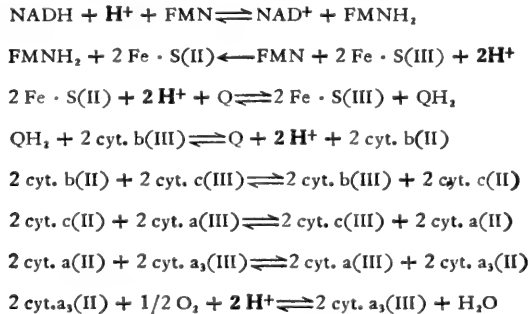 NADH + H⁺ + FMN⇌NAD⁺ + FMNH₂
FMNH₂ + 2 Fe · S(II)⟵FMN + 2 Fe · S(III) + 2H⁺
2 Fe · S(II) + 2 H⁺ + Q⇌2 Fe · S(III) + QH₂
QH₂ + 2 cyt. b(III)⇌Q + 2 H⁺ + 2 cyt. b(II)
2 cyt. b(II) + 2 cyt. c(III)⇌2 cyt. b(III) + 2 cyt. c(II)
2 cyt. c(II) + 2 cyt. a(III)⇌2 cyt. c(III) + 2 cyt. a(II)
2 cyt. a(II) + 2 cyt. a₃(III)⇌2 cyt. a(III) + 2 cyt. a₃(II)
2 cyt.a₃(II) + 1/2 O₂ + 2 H⁺⇌2 cyt. a₃(III) + H₂O